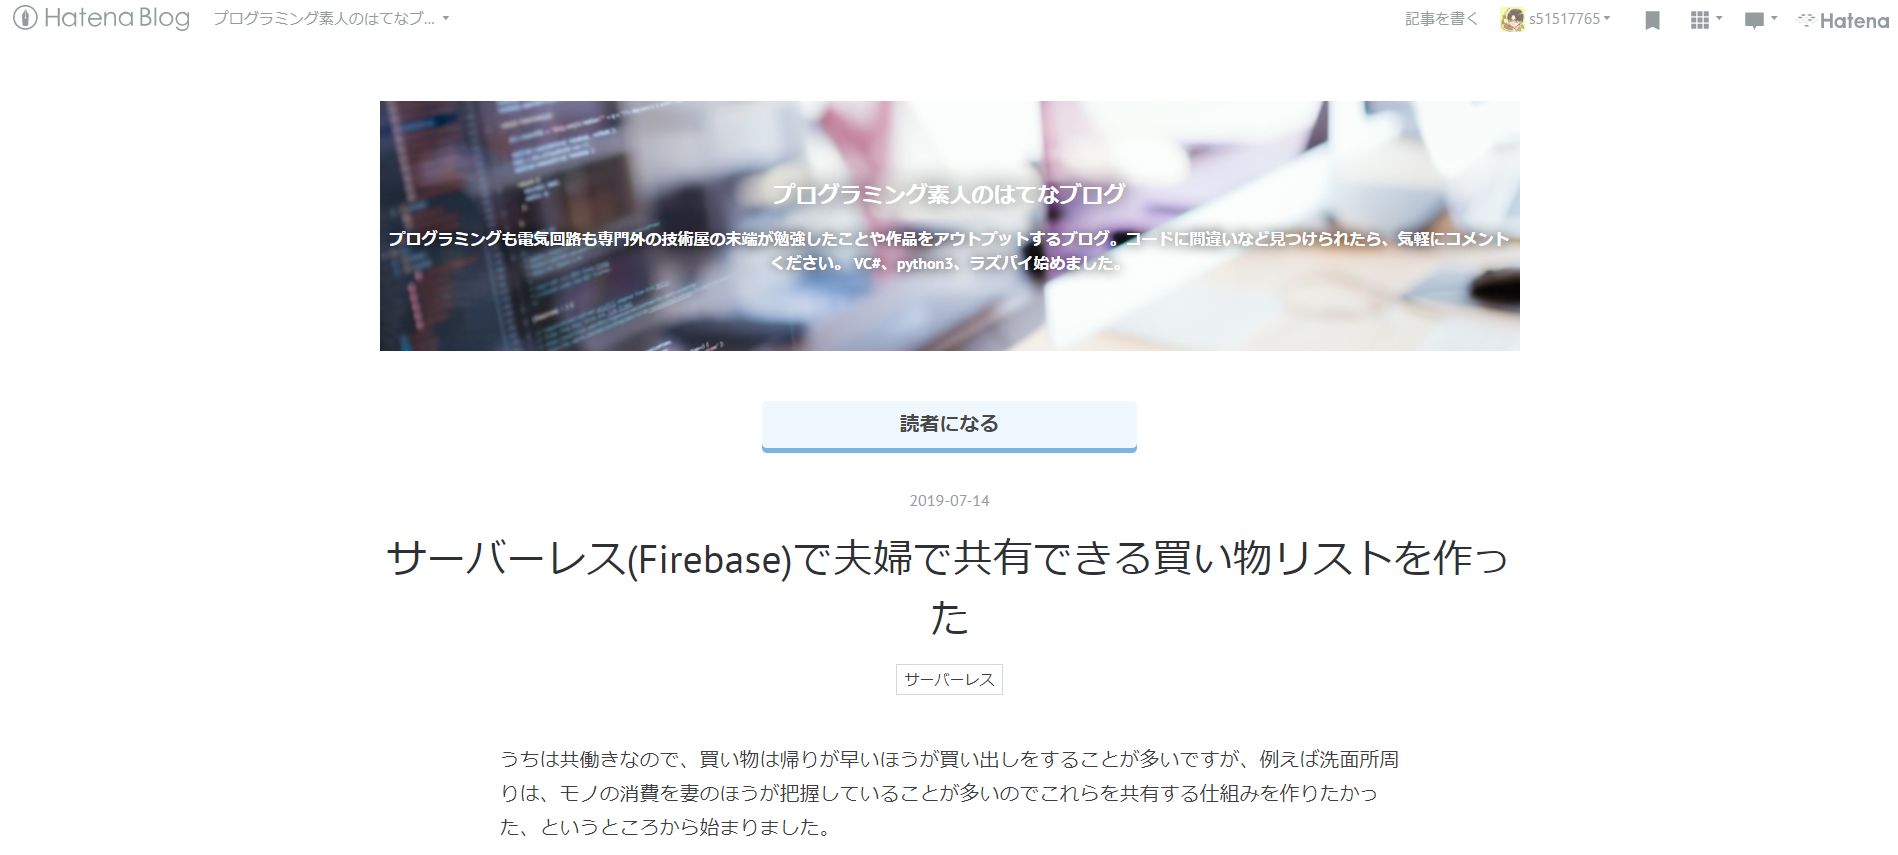 Hatena Blog
プログラミング素人のはてなブ...
記事を書く
s51517765
Hatena
プログラミング素人のはてなブログ
プログラミングも電気回路も専門外の技術屋の末端が勉強したことや作品をアウトプットするブログ。コードに間違いなど見つけられたら、気軽にコメント
ください。 VC#、python3、ラズパイ始めました。
読者になる
2019-07-14
サーバーレス(Firebase)で夫婦で共有できる買い物リストを作っ
た
サーバーレス
うちは共働きなので、買い物は帰りが早いほうが買い出しをすることが多いですが、例えば洗面所周
りは、モノの消費を妻のほうが把握していることが多いのでこれらを共有する仕組みを作りたかっ
た、というところから始まりました。